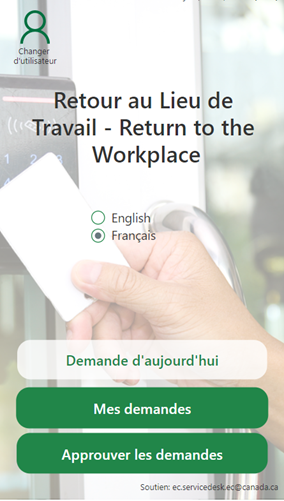 Changer
d'utilisateur
Retour au Lieu de
Travail - Return to the
Workplace
English
Français
Demande d'aujourd'hui
Mes demandes
Approuver les demandes
Soutien: ec.servicedesk.ec@canada.ca